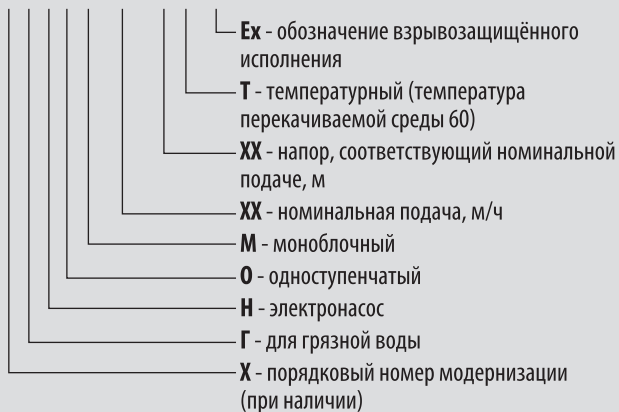 Ex - обозначение взрывозащищённого
исполнения
Т - температурный (температура
перекачиваемой среды 60)
ХХ - напор, соответствующий номинальной
подаче, м
ХХ - номинальная подача, м/ч
М - моноблочный
О - одноступенчатый
Н - электронасос
Г - для грязной воды
Х - порядковый номер модернизации
(при наличии)